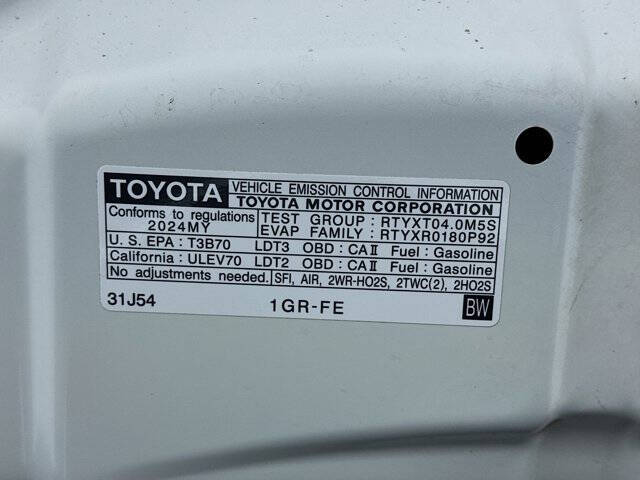 TOYOTA VEHICLE EMISSION CONTROL INFORMATION
TOYOTA MOTOR CORPORATION
Conforms to regulations
2024MY
TEST GROUP : RTYXT04.0M5S
EVAP FAMILY : RTYXR0180P92
U. S. EPA : T3B70 LDT3 OBD : CAⅡ Fuel : Gasoline
California : ULEV70 LDT2 OBD : CAⅡ Fuel : Gasoline
No adjustments needed. SFI, AIR, 2WR-HO2S, 2TWC(2), 2HO2S
31J54 1GR-FE BW